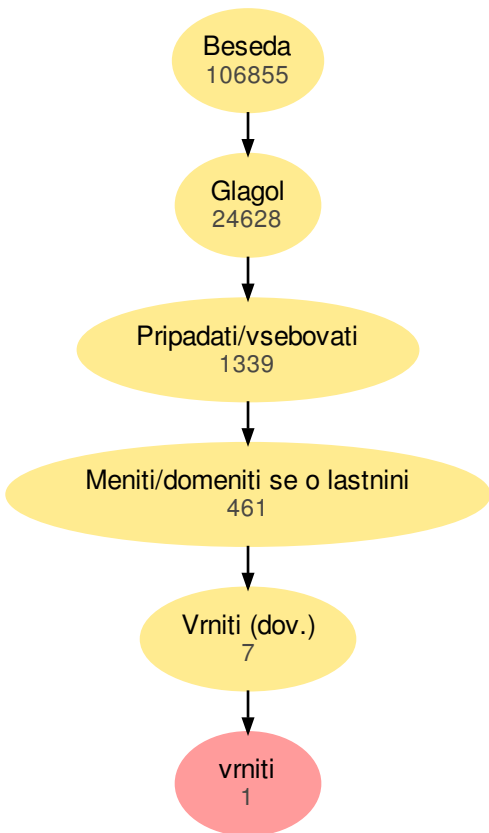 Beseda
106855
Glagol
24628
Pripadati/vsebovati
1339
Meniti/domeniti se o lastnini
461
Vrniti (dov.)
7
vrniti
1